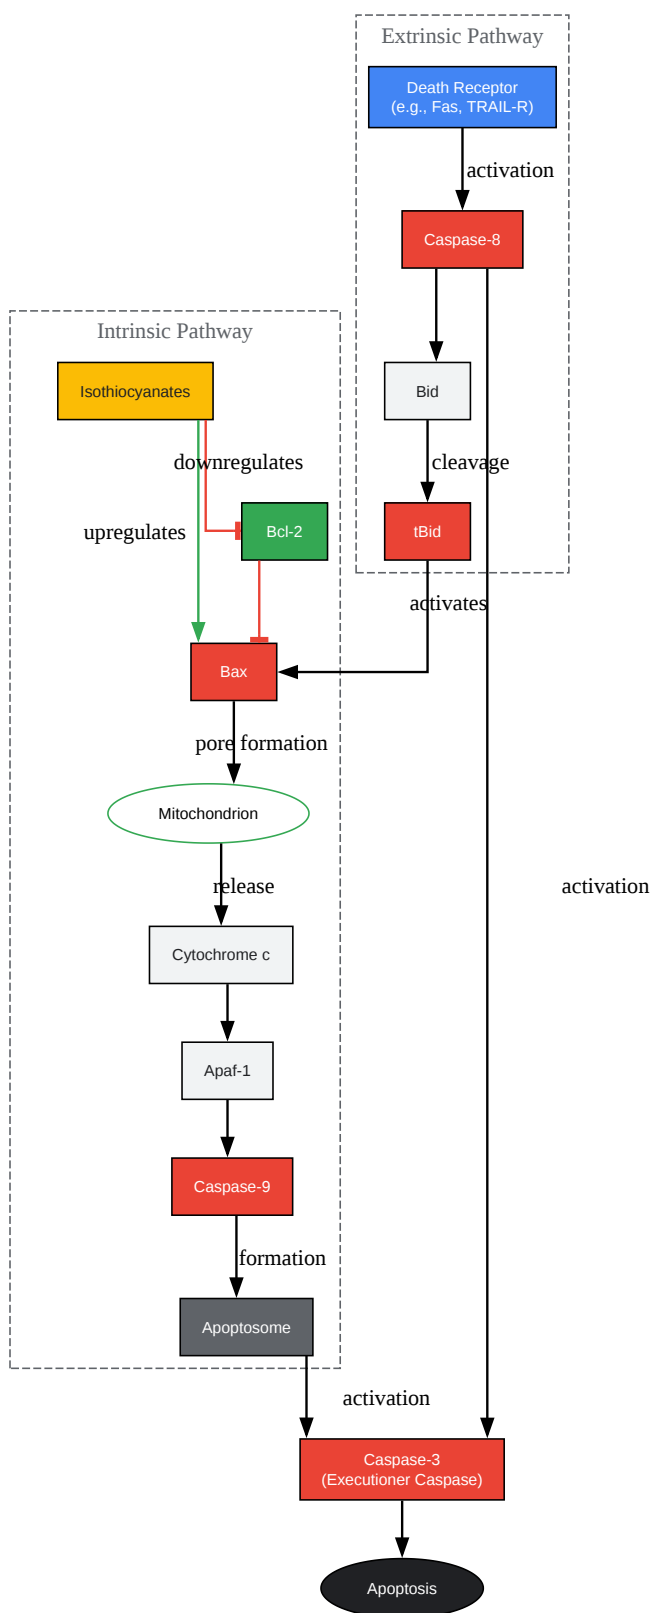 Extrinsic Pathway
Death Receptor
(e.g., Fas, TRAIL-R)
activation
Caspase-8
Intrinsic Pathway
Isothiocyanates
Bid
downregulates
cleavage
upregulates
Bcl-2
tBid
activates
Bax
pore formation
Mitochondrion
release
activation
Cytochrome c
Apaf-1
Caspase-9
formation
Apoptosome
activation
Caspase-3
(Executioner Caspase)
Apoptosis